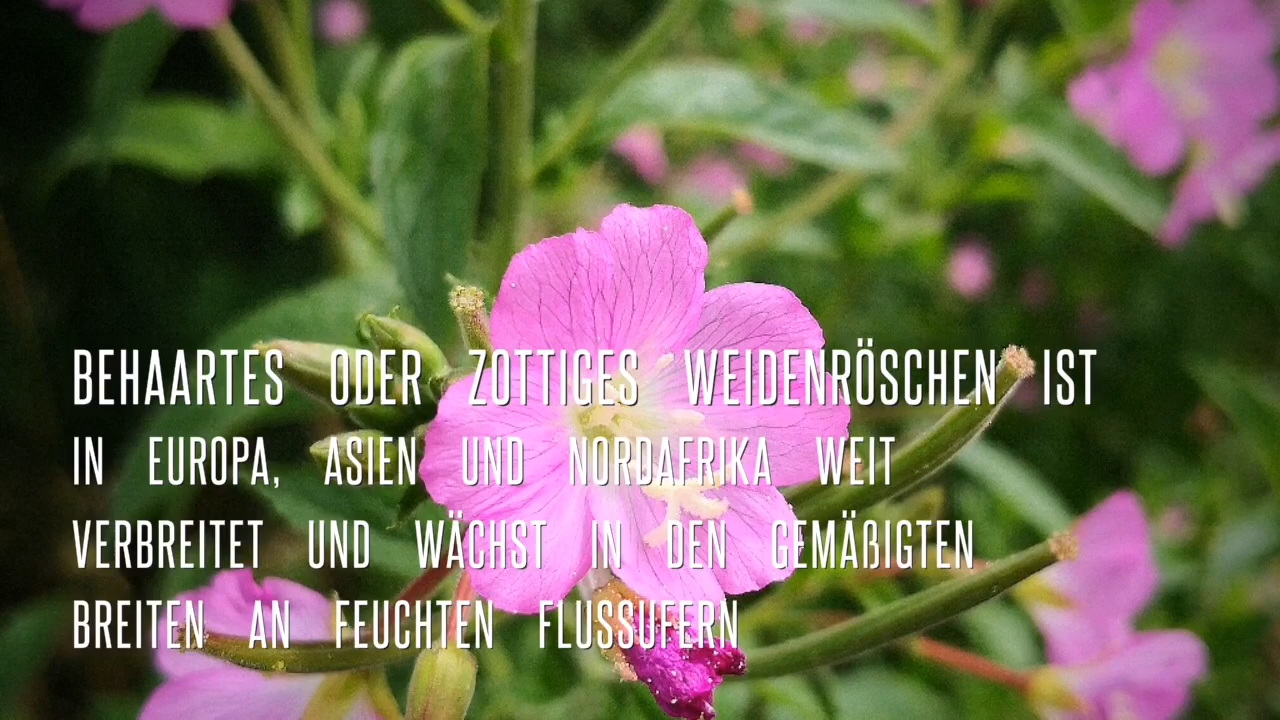 BEHAARTES ODER ZOTTIGES WEIDENRÖSCHEN IST
IN EUROPA, ASIEN UND NORDAFRIKA WEIT
VERBREITET UND WÄCHST IN DEN GEMÄßIGTEN
BREITEN AN FEUCHTEN FLUSSUFERN